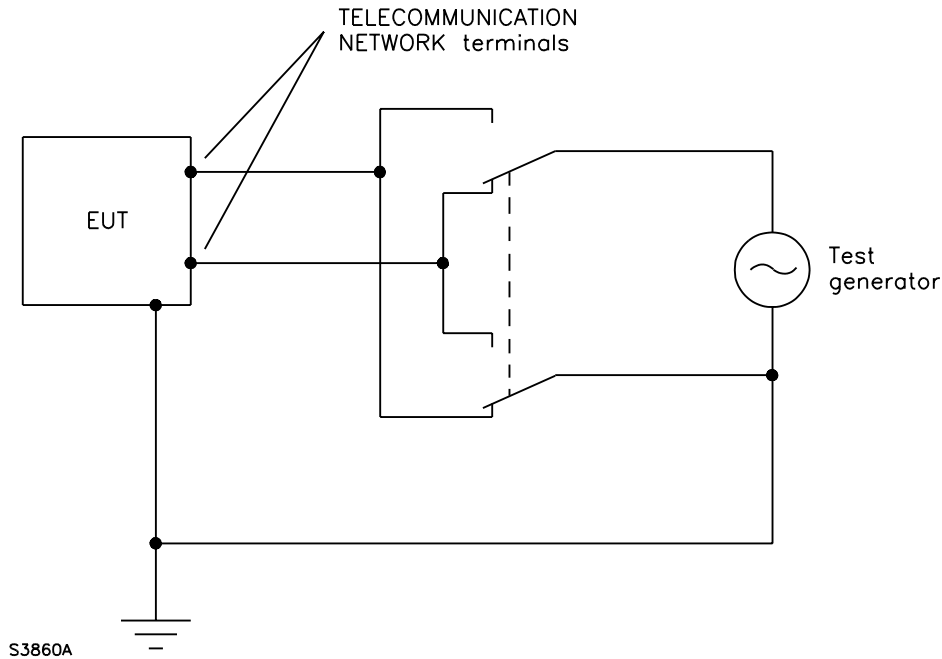 TELECOMMUNICATION
NETWORK terminals
EUT
Test
generator
S3860A